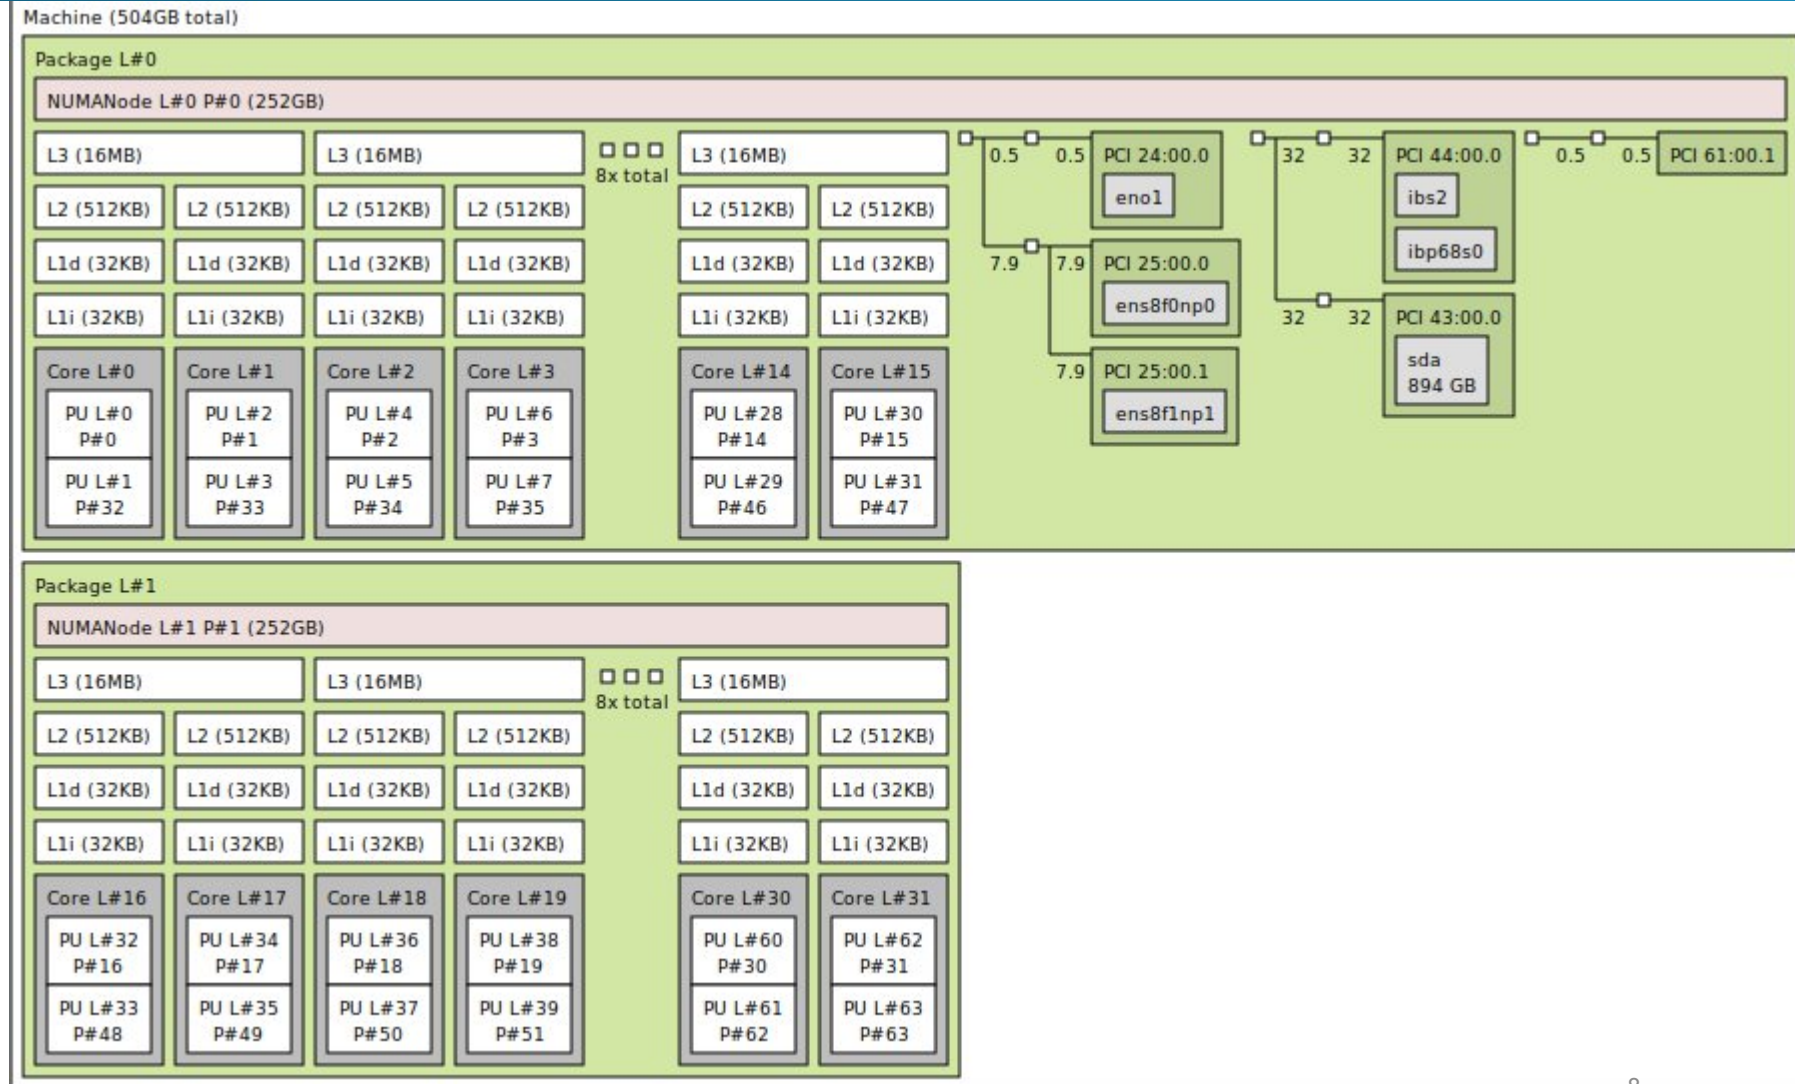 Machine (504GB total)
Package L#0
NUMANode L#0 P#0 (252GB)
L3 (16MB) L3 (16MB) 8x total L3 (16MB)
L2 (512KB) L2 (512KB) L2 (512KB) L2 (512KB) L2 (512KB) L2 (512KB)
L1d (32KB) L1d (32KB) L1d (32KB) L1d (32KB) L1d (32KB) L1d (32KB)
L1i (32KB) L1i (32KB) L1i (32KB) L1i (32KB) L1i (32KB) L1i (32KB)
Core L#0 Core L#1 Core L#2 Core L#3 Core L#14 Core L#15
PU L#0 PU L#2 PU L#4 PU L#6 PU L#28 PU L#30
P#0 P#1 P#2 P#3 P#14 P#15
PU L#1 PU L#3 PU L#5 PU L#7 PU L#29 PU L#31
P#32 P#33 P#34 P#35 P#46 P#47
0.5 0.5 PCI 24:00.0
eno1
7.9 7.9 PCI 25:00.0
ens8f0np0
7.9 PCI 25:00.1
ens8f1np1
32 32 PCI 44:00.0
ibs2
ibp68s0
32 32 PCI 43:00.0
sda
894 GB
0.5 0.5 PCI 61:00.1
Package L#1
NUMANode L#1 P#1 (252GB)
L3 (16MB) L3 (16MB) 8x total L3 (16MB)
L2 (512KB) L2 (512KB) L2 (512KB) L2 (512KB) L2 (512KB) L2 (512KB)
L1d (32KB) L1d (32KB) L1d (32KB) L1d (32KB) L1d (32KB) L1d (32KB)
L1i (32KB) L1i (32KB) L1i (32KB) L1i (32KB) L1i (32KB) L1i (32KB)
Core L#16 Core L#17 Core L#18 Core L#19 Core L#30 Core L#31
PU L#32 PU L#34 PU L#36 PU L#38 PU L#60 PU L#62
P#16 P#17 P#18 P#19 P#30 P#31
PU L#33 PU L#35 PU L#37 PU L#39 PU L#61 PU L#63
P#48 P#49 P#50 P#51 P#62 P#63